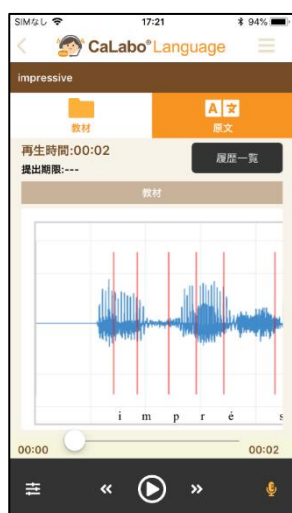 SIMなし 17:21 94%
CaLabo® Language
impressive
教材 原文
再生時間:00:02
提出期限:---
履歴一覧
教材
i m p r é s
00:00 00:02